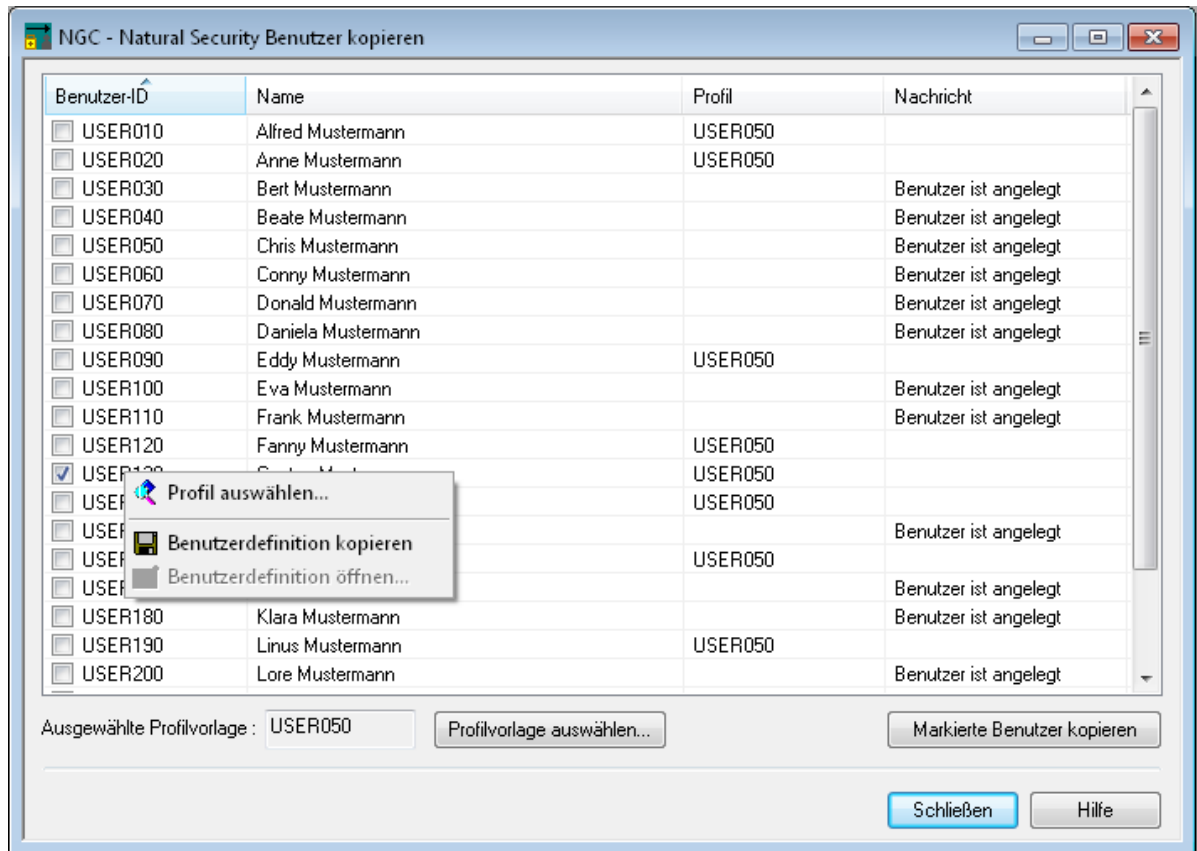 NGC - Natural Security Benutzer kopieren
Benutzer-ID Name Profil Nachricht
USER010 Alfred Mustermann USER050
USER020 Anne Mustermann USER050
USER030 Bert Mustermann Benutzer ist angelegt
USER040 Beate Mustermann Benutzer ist angelegt
USER050 Chris Mustermann Benutzer ist angelegt
USER060 Conny Mustermann Benutzer ist angelegt
USER070 Donald Mustermann Benutzer ist angelegt
USER080 Daniela Mustermann Benutzer ist angelegt
USER090 Eddy Mustermann USER050
USER100 Eva Mustermann Benutzer ist angelegt
USER110 Frank Mustermann Benutzer ist angelegt
USER120 Fanny Mustermann USER050
USER050
Profil auswählen...
USER050
Benutzer ist angelegt
Benutzerdefinition kopieren
USER050
Benutzerdefinition öffnen...
Benutzer ist angelegt
USER180 Klara Mustermann Benutzer ist angelegt
USER190 Linus Mustermann USER050
USER200 Lore Mustermann Benutzer ist angelegt
Ausgewählte Profilvorlage : USER050 Profilvorlage auswählen... Markierte Benutzer kopieren
Schließen Hilfe